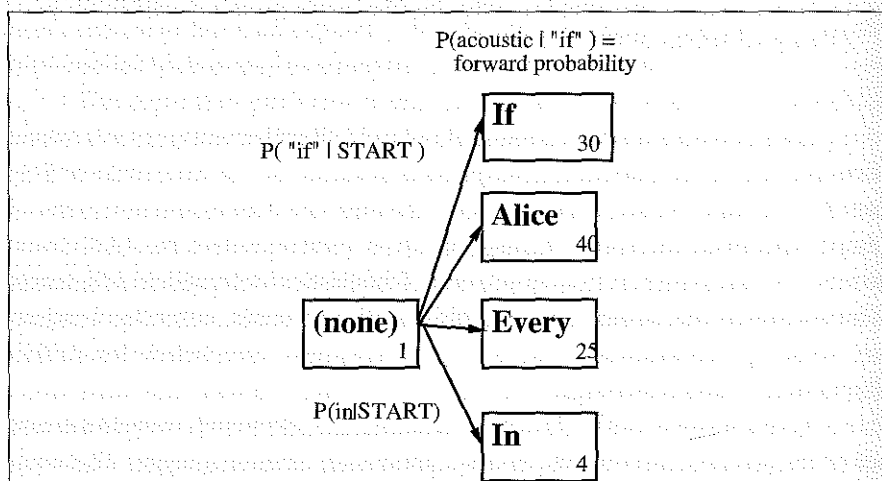 P(acoustic | "if" ) =
forward probability
If
30
P( "if" | START )
Alice
40
(none)
1
Every
25
P(in|START)
In
4